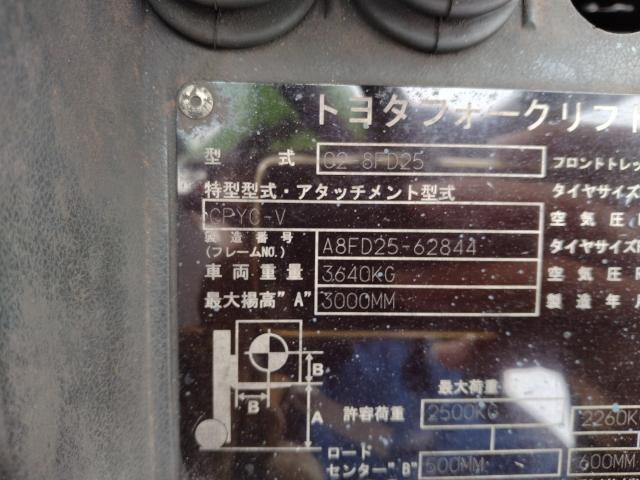 トヨタフォークリフト
型 式 02-8FD25 フロントトレッ
特型型式・アタッチメント型式 タイヤサイズ
CPYC-V 空気圧
製造番号 (フレームNO.) A8FD25-62844 タイヤサイズ
車両重量 3640KG 空気圧
最大揚高"A" 3000MM 製造年
B
B A
最大荷重
許容荷重 2500KG 2260K
ロード
センター"B" 500MM 600MM